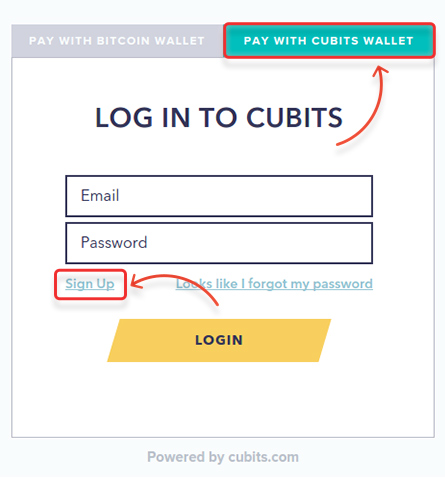 PAY WITH BITCOIN WALLET PAY WITH CUBITS WALLET
LOG IN TO CUBITS
Email
Password
Sign Up Looks like I forgot my password
LOGIN
Powered by cubits.com